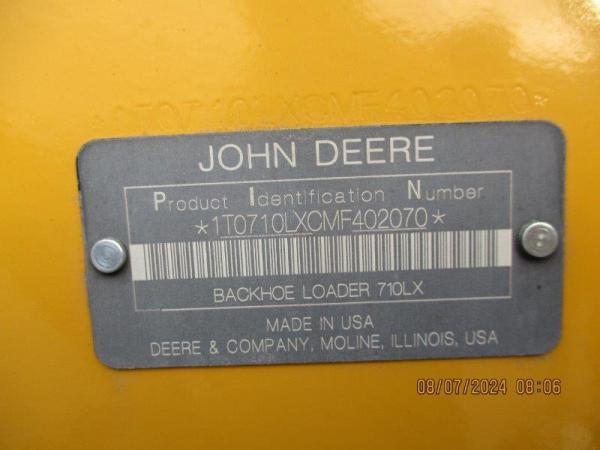 *1T0710LXCMF402070*
JOHN DEERE
Product Identification Number
*1T0710LXCMF402070*
BACKHOE LOADER 710LX
MADE IN USA
DEERE & COMPANY, MOLINE, ILLINOIS, USA
08/07/2024 08:06